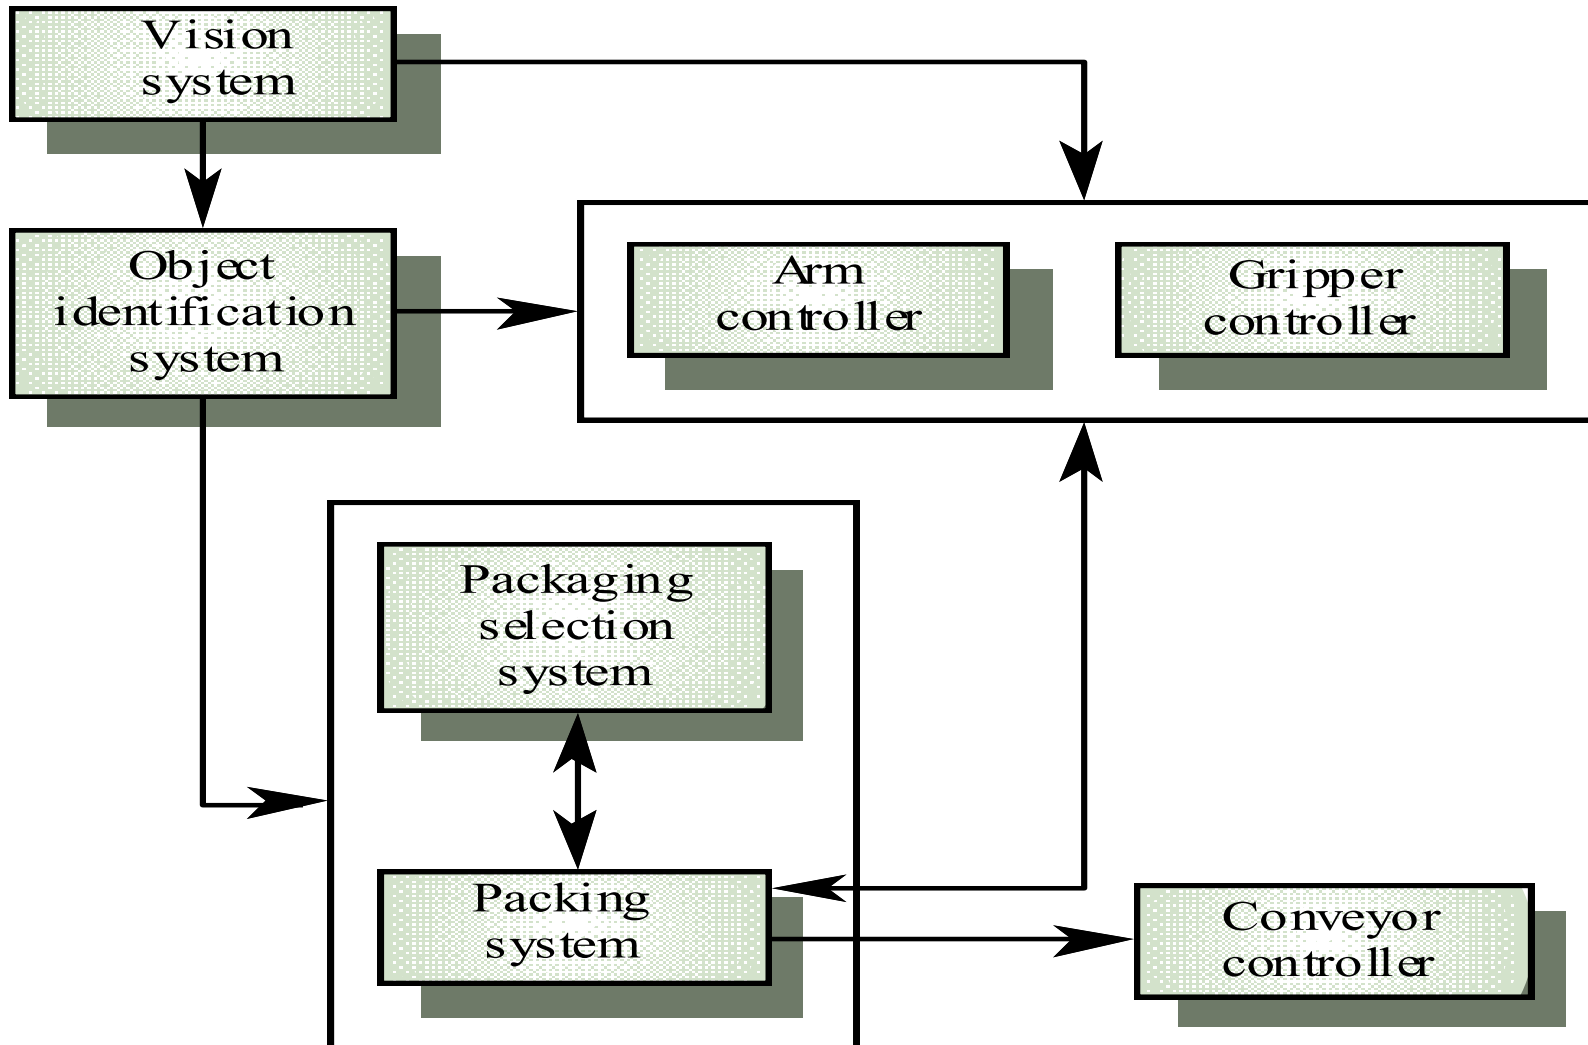 Vision
system
Object
identification
system
Arm
controller
Gripper
controller
Packaging
selection
system
Packing
system
Conveyor
controller